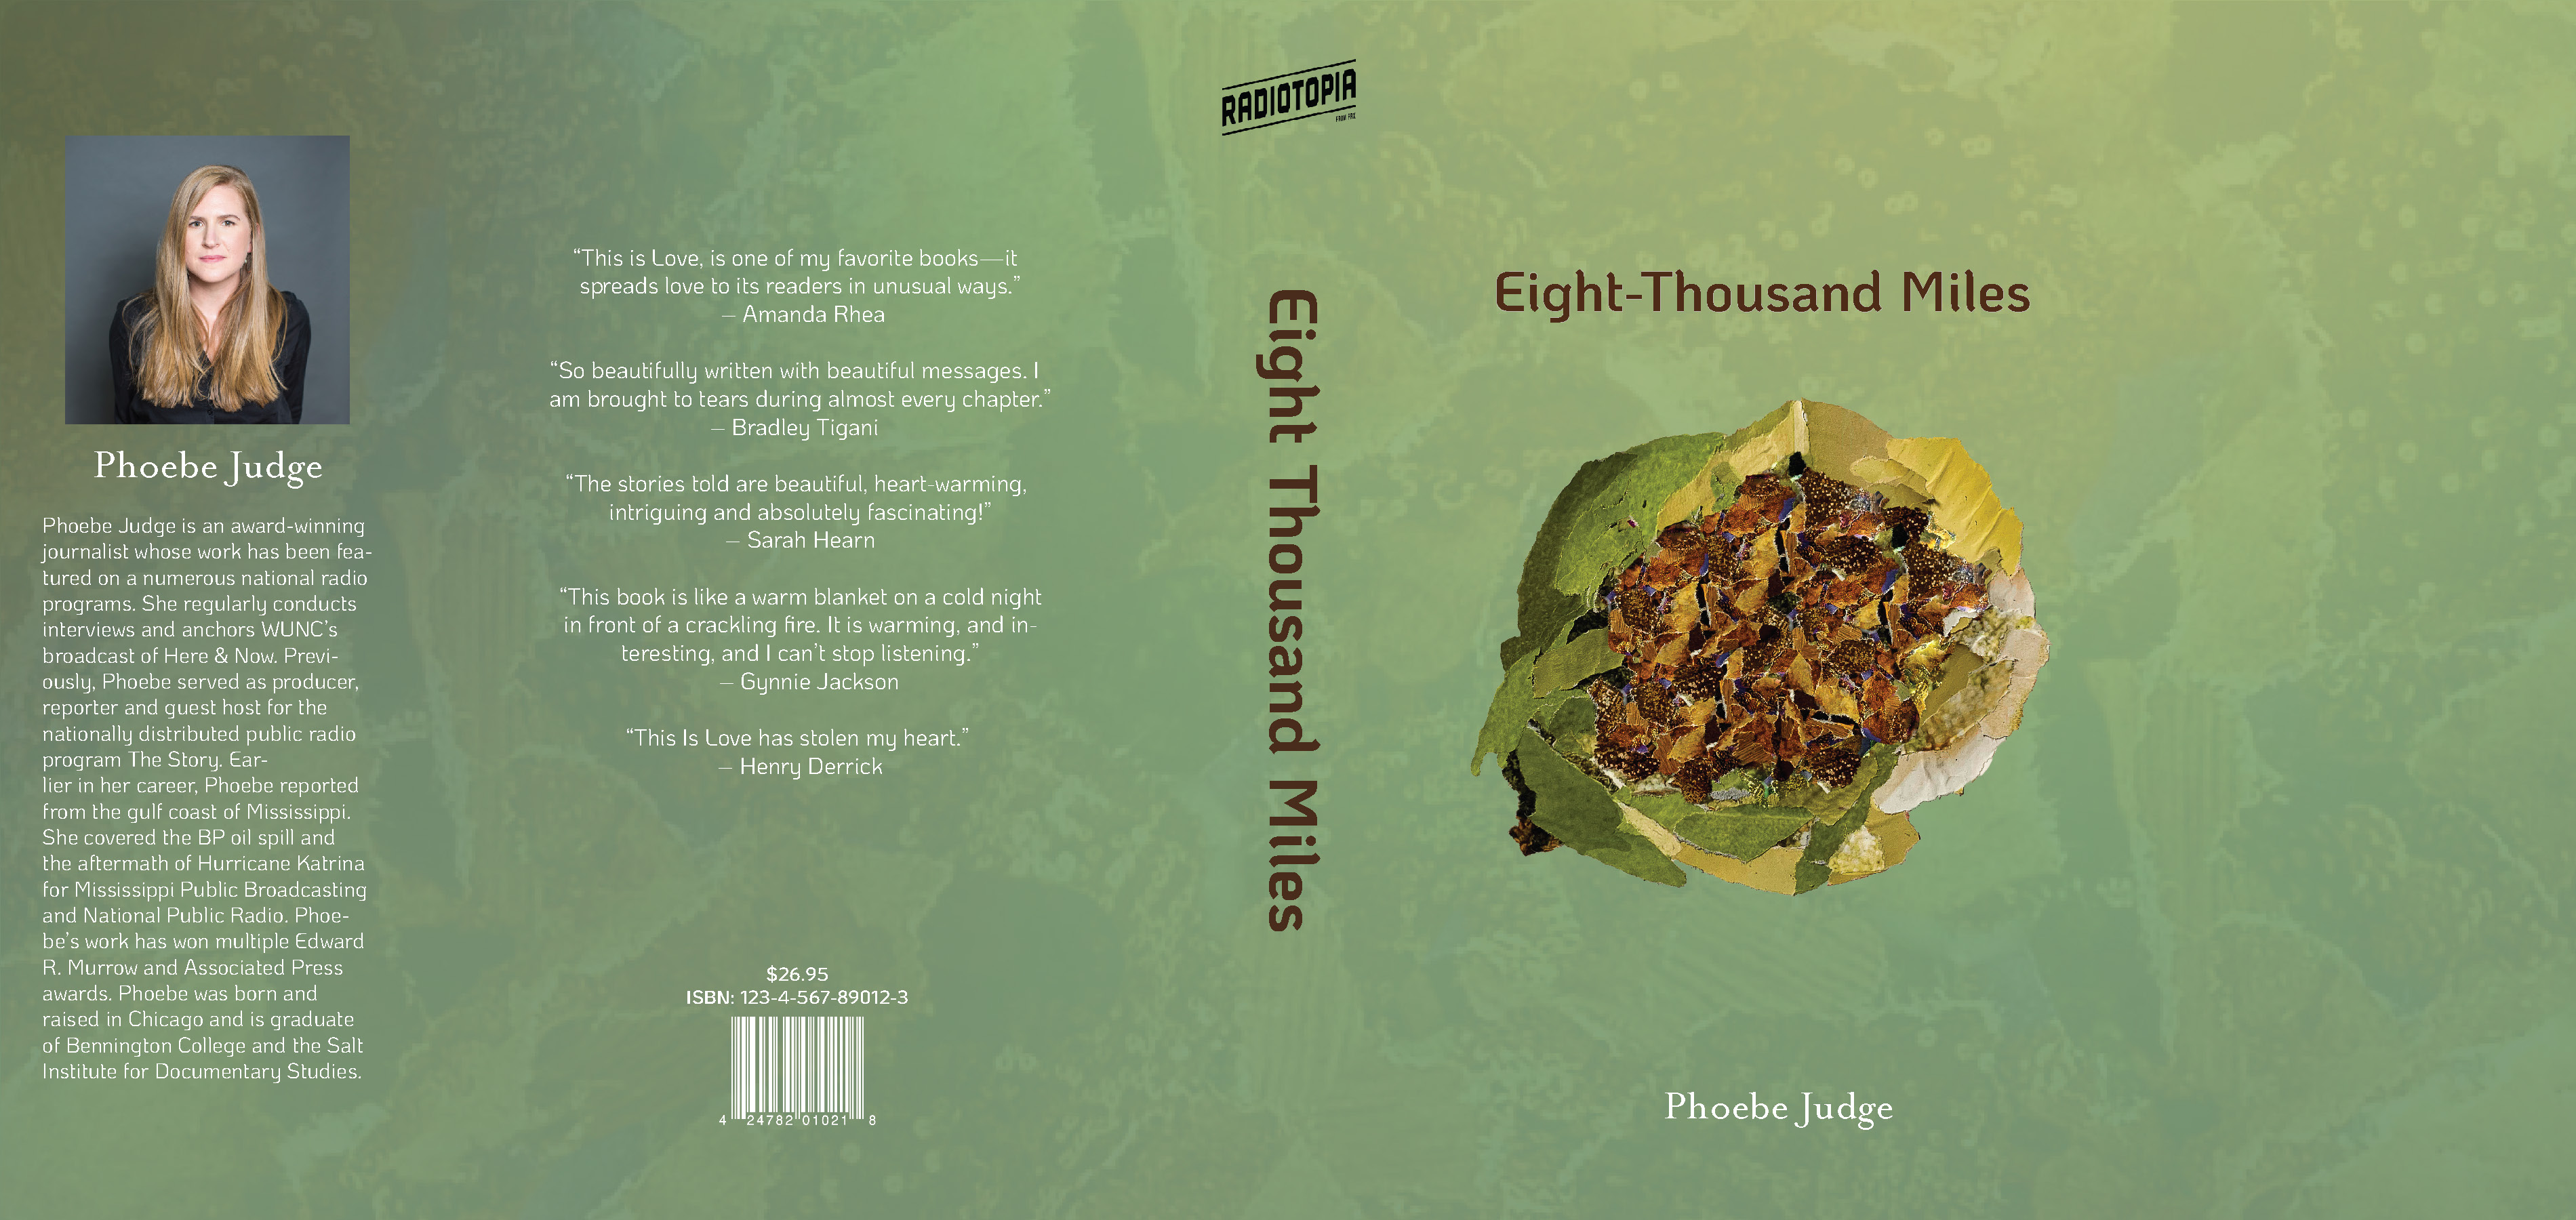 Phoebe Judge
Phoebe Judge is an award-winning
journalist whose work has been fea-
tured on a numerous national radio
programs. She regularly conducts
interviews and anchors WUNC’s
broadcast of Here & Now. Previ-
ously, Phoebe served as producer,
reporter and guest host for the
nationally distributed public radio
program The Story. Ear-
lier in her career, Phoebe reported
from the gulf coast of Mississippi.
She covered the BP oil spill and
the aftermath of Hurricane Katrina
for Mississippi Public Broadcasting
and National Public Radio. Phoe-
be’s work has won multiple Edward
R. Murrow and Associated Press
awards. Phoebe was born and
raised in Chicago and is graduate
of Bennington College and the Salt
Institute for Documentary Studies.
“This is Love, is one of my favorite books—it
spreads love to its readers in unusual ways.”
– Amanda Rhea
“So beautifully written with beautiful messages. I
am brought to tears during almost every chapter.”
– Bradley Tigani
“The stories told are beautiful, heart-warming,
intriguing and absolutely fascinating!”
– Sarah Hearn
“This book is like a warm blanket on a cold night
in front of a crackling fire. It is warming, and in-
teresting, and I can’t stop listening.”
– Gynnie Jackson
“This Is Love has stolen my heart.”
– Henry Derrick
$26.95
ISBN: 123-4-567-89012-3
4 24782 01021 8
RADIOTOPIA
FROM PRX
Eight Thousand Miles
Eight-Thousand Miles
Phoebe Judge